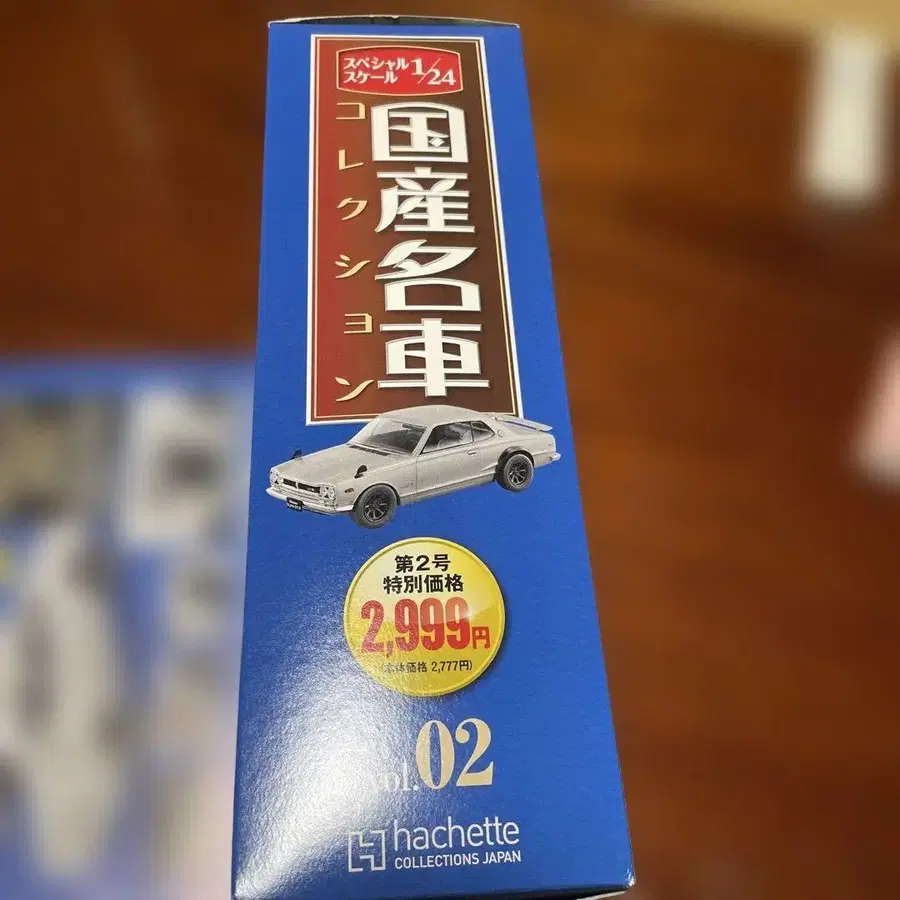 スペシャル
スケール 1/24
国産名車
コレクション
第2号
特別価格
2,999円
(本体価格 2,777円)
vol.02
hachette
COLLECTIONS JAPAN